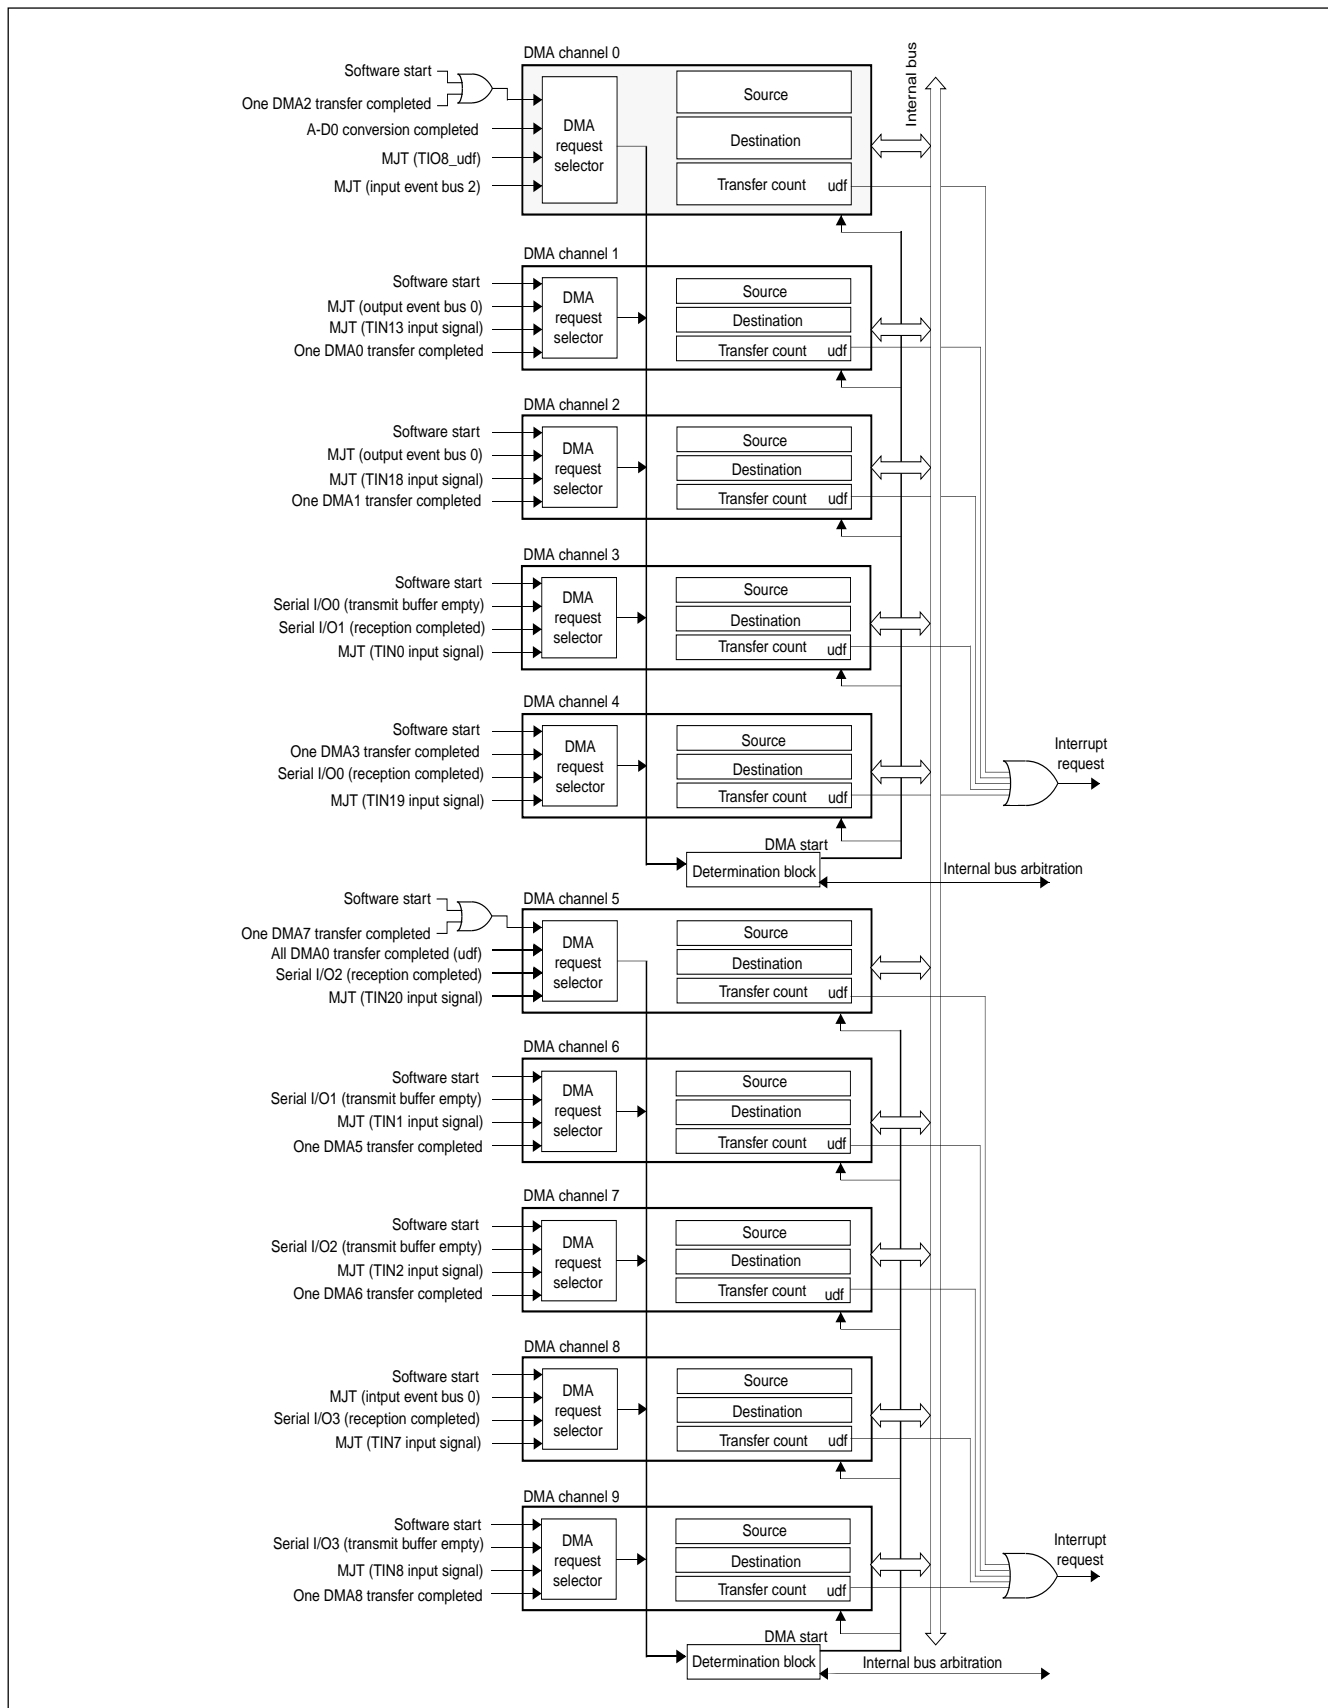 DMA channel 0
Internal bus
Software start
One DMA2 transfer completed
A-D0 conversion completed
MJT (TIO8_udf)
MJT (input event bus 2)
DMA
request
selector
Source
Destination
Transfer count udf
DMA channel 1
Software start
MJT (output event bus 0)
MJT (TIN13 input signal)
One DMA0 transfer completed
DMA
request
selector
Source
Destination
Transfer count udf
DMA channel 2
Software start
MJT (output event bus 0)
MJT (TIN18 input signal)
One DMA1 transfer completed
DMA
request
selector
Source
Destination
Transfer count udf
DMA channel 3
Software start
Serial I/O0 (transmit buffer empty)
Serial I/O1 (reception completed)
MJT (TIN0 input signal)
DMA
request
selector
Source
Destination
Transfer count udf
DMA channel 4
Software start
One DMA3 transfer completed
Serial I/O0 (reception completed)
MJT (TIN19 input signal)
DMA
request
selector
Source
Destination
Transfer count udf
Interrupt
request
DMA start
Determination block
Internal bus arbitration
DMA channel 5
Software start
One DMA7 transfer completed
All DMA0 transfer completed (udf)
Serial I/O2 (reception completed)
MJT (TIN20 input signal)
DMA
request
selector
Source
Destination
Transfer count udf
DMA channel 6
Software start
Serial I/O1 (transmit buffer empty)
MJT (TIN1 input signal)
One DMA5 transfer completed
DMA
request
selector
Source
Destination
Transfer count udf
DMA channel 7
Software start
Serial I/O2 (transmit buffer empty)
MJT (TIN2 input signal)
One DMA6 transfer completed
DMA
request
selector
Source
Destination
Transfer count udf
DMA channel 8
Software start
MJT (intput event bus 0)
Serial I/O3 (reception completed)
MJT (TIN7 input signal)
DMA
request
selector
Source
Destination
Transfer count udf
DMA channel 9
Software start
Serial I/O3 (transmit buffer empty)
MJT (TIN8 input signal)
One DMA8 transfer completed
DMA
request
selector
Source
Destination
Transfer count udf
Interrupt
request
DMA start
Determination block
Internal bus arbitration